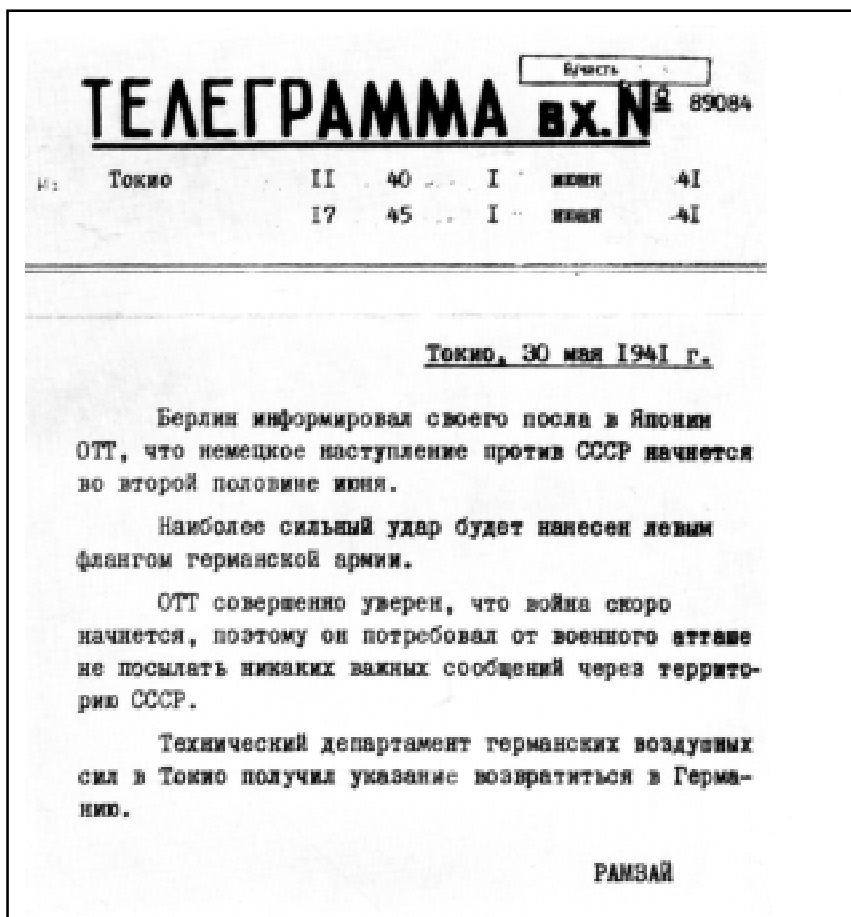 В/часть
ТЕЛЕГРАММА вх. № 89084
Из Токио II 40 I июня 4I
I7 45 I июня 4I
Токио, 30 мая I94I г.
Берлин информировал своего посла в Японии
ОТТ, что немецкое наступление против СССР начнется
во второй половине июня.
Наиболее сильный удар будет нанесен левым
флангом германской армии.
ОТТ совершенно уверен, что война скоро
начнется, поэтому он потребовал от военного атташе
не посылать никаких важных сообщений через террито-
рию СССР.
Технический департамент германских воздушных
сил в Токио получил указание возвратиться в Герма-
нию.
РАМЗАЙ